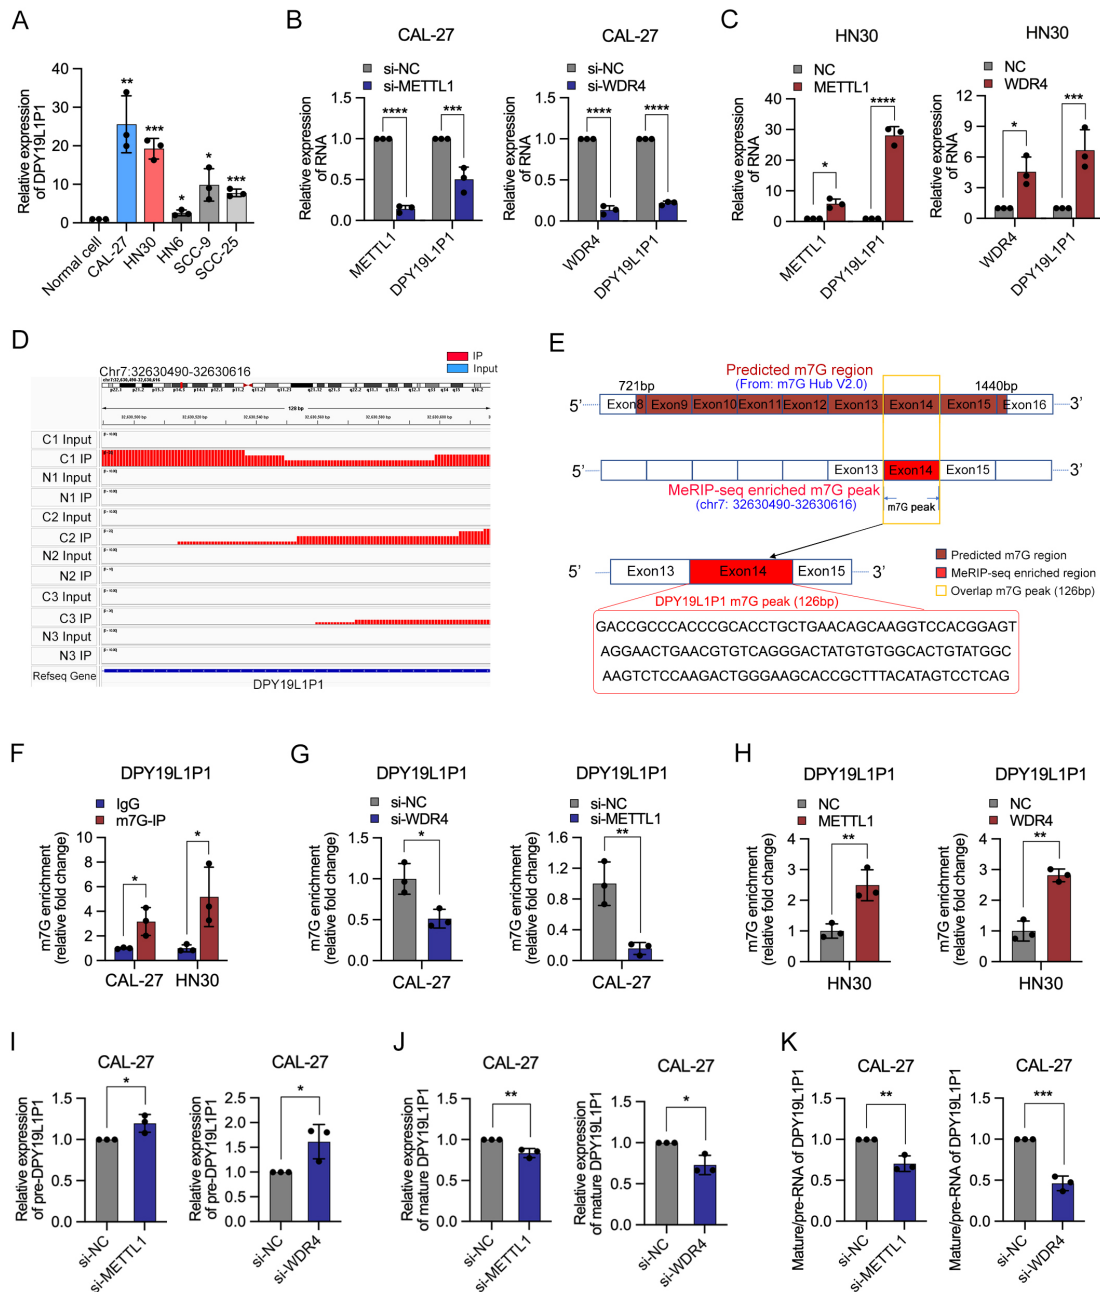 A
Relative expression
of DPY19L1P1
40
30
20
10
0
**
***
*
*
***
Normal cell
CAL-27
HN30
HN6
SCC-9
SCC-25
B
CAL-27
si-NC
si-METTL1
Relative expression
of RNA
1.5
1.0
0.5
0.0
****
***
METTL1
DPY19L1P1
CAL-27
si-NC
si-WDR4
Relative expression
of RNA
1.5
1.0
0.5
0.0
****
****
WDR4
DPY19L1P1
C
HN30
NC
METTL1
Relative expression
of RNA
40
30
20
10
0
*
****
METTL1
DPY19L1P1
HN30
NC
WDR4
Relative expression
of RNA
12
9
6
3
0
*
***
WDR4
DPY19L1P1
D
IP
Input
Chr7:32630490-32630616
chr7:32,630,490-32,630,616
128 bp
C1 Input
C1 IP
N1 Input
N1 IP
C2 Input
C2 IP
N2 Input
N2 IP
C3 Input
C3 IP
N3 Input
N3 IP
Refseq Gene
DPY19L1P1
E
Predicted m7G region
721bp
(From: m7G Hub V2.0)
1440bp
5'
Exon8
Exon9
Exon10
Exon11
Exon12
Exon13
Exon14
Exon15
Exon16
3'
5'
Exon13
Exon14
Exon15
3'
MeRIP-seq enriched m7G peak
(chr7: 32630490-32630616)
m7G peak
5'
Exon13
Exon14
Exon15
3'
Predicted m7G region
MeRIP-seq enriched region
Overlap m7G peak (126bp)
DPY19L1P1 m7G peak (126bp)
GACCGCCCACCCGCACCTGCTGAACAGCAAGGTCCACGGAGT
AGGAACTGAACGTGTCAGGGACTATGTGTGGCACTGTATGGC
AAGTCTCCAAGACTGGGAAGCACCGCTTTACATAGTCCTCAG
F
DPY19L1P1
IgG
m7G-IP
m7G enrichment
(relative fold change)
10
8
6
4
2
0
*
*
CAL-27
HN30
G
DPY19L1P1
si-NC
si-WDR4
m7G enrichment
(relative fold change)
1.5
1.0
0.5
0.0
*
CAL-27
DPY19L1P1
si-NC
si-METTL1
m7G enrichment
(relative fold change)
1.5
1.0
0.5
0.0
**
CAL-27
H
DPY19L1P1
NC
METTL1
m7G enrichment
(relative fold change)
4
3
2
1
0
**
HN30
DPY19L1P1
NC
WDR4
m7G enrichment
(relative fold change)
4
3
2
1
0
**
HN30
I
CAL-27
Relative expression
of pre-DPY19L1P1
1.5
1.0
0.5
0.0
*
si-NC
si-METTL1
CAL-27
Relative expression
of pre-DPY19L1P1
2.5
2.0
1.5
1.0
0.5
0.0
*
si-NC
si-WDR4
J
CAL-27
Relative expression
of mature DPY19L1P1
1.5
1.0
0.5
0.0
**
si-NC
si-METTL1
CAL-27
Relative expression
of mature DPY19L1P1
1.5
1.0
0.5
0.0
*
si-NC
si-WDR4
K
CAL-27
Mature/pre-RNA of DPY19L1P1
1.5
1.0
0.5
0.0
**
si-NC
si-METTL1
CAL-27
Mature/pre-RNA of DPY19L1P1
1.5
1.0
0.5
0.0
***
si-NC
si-WDR4